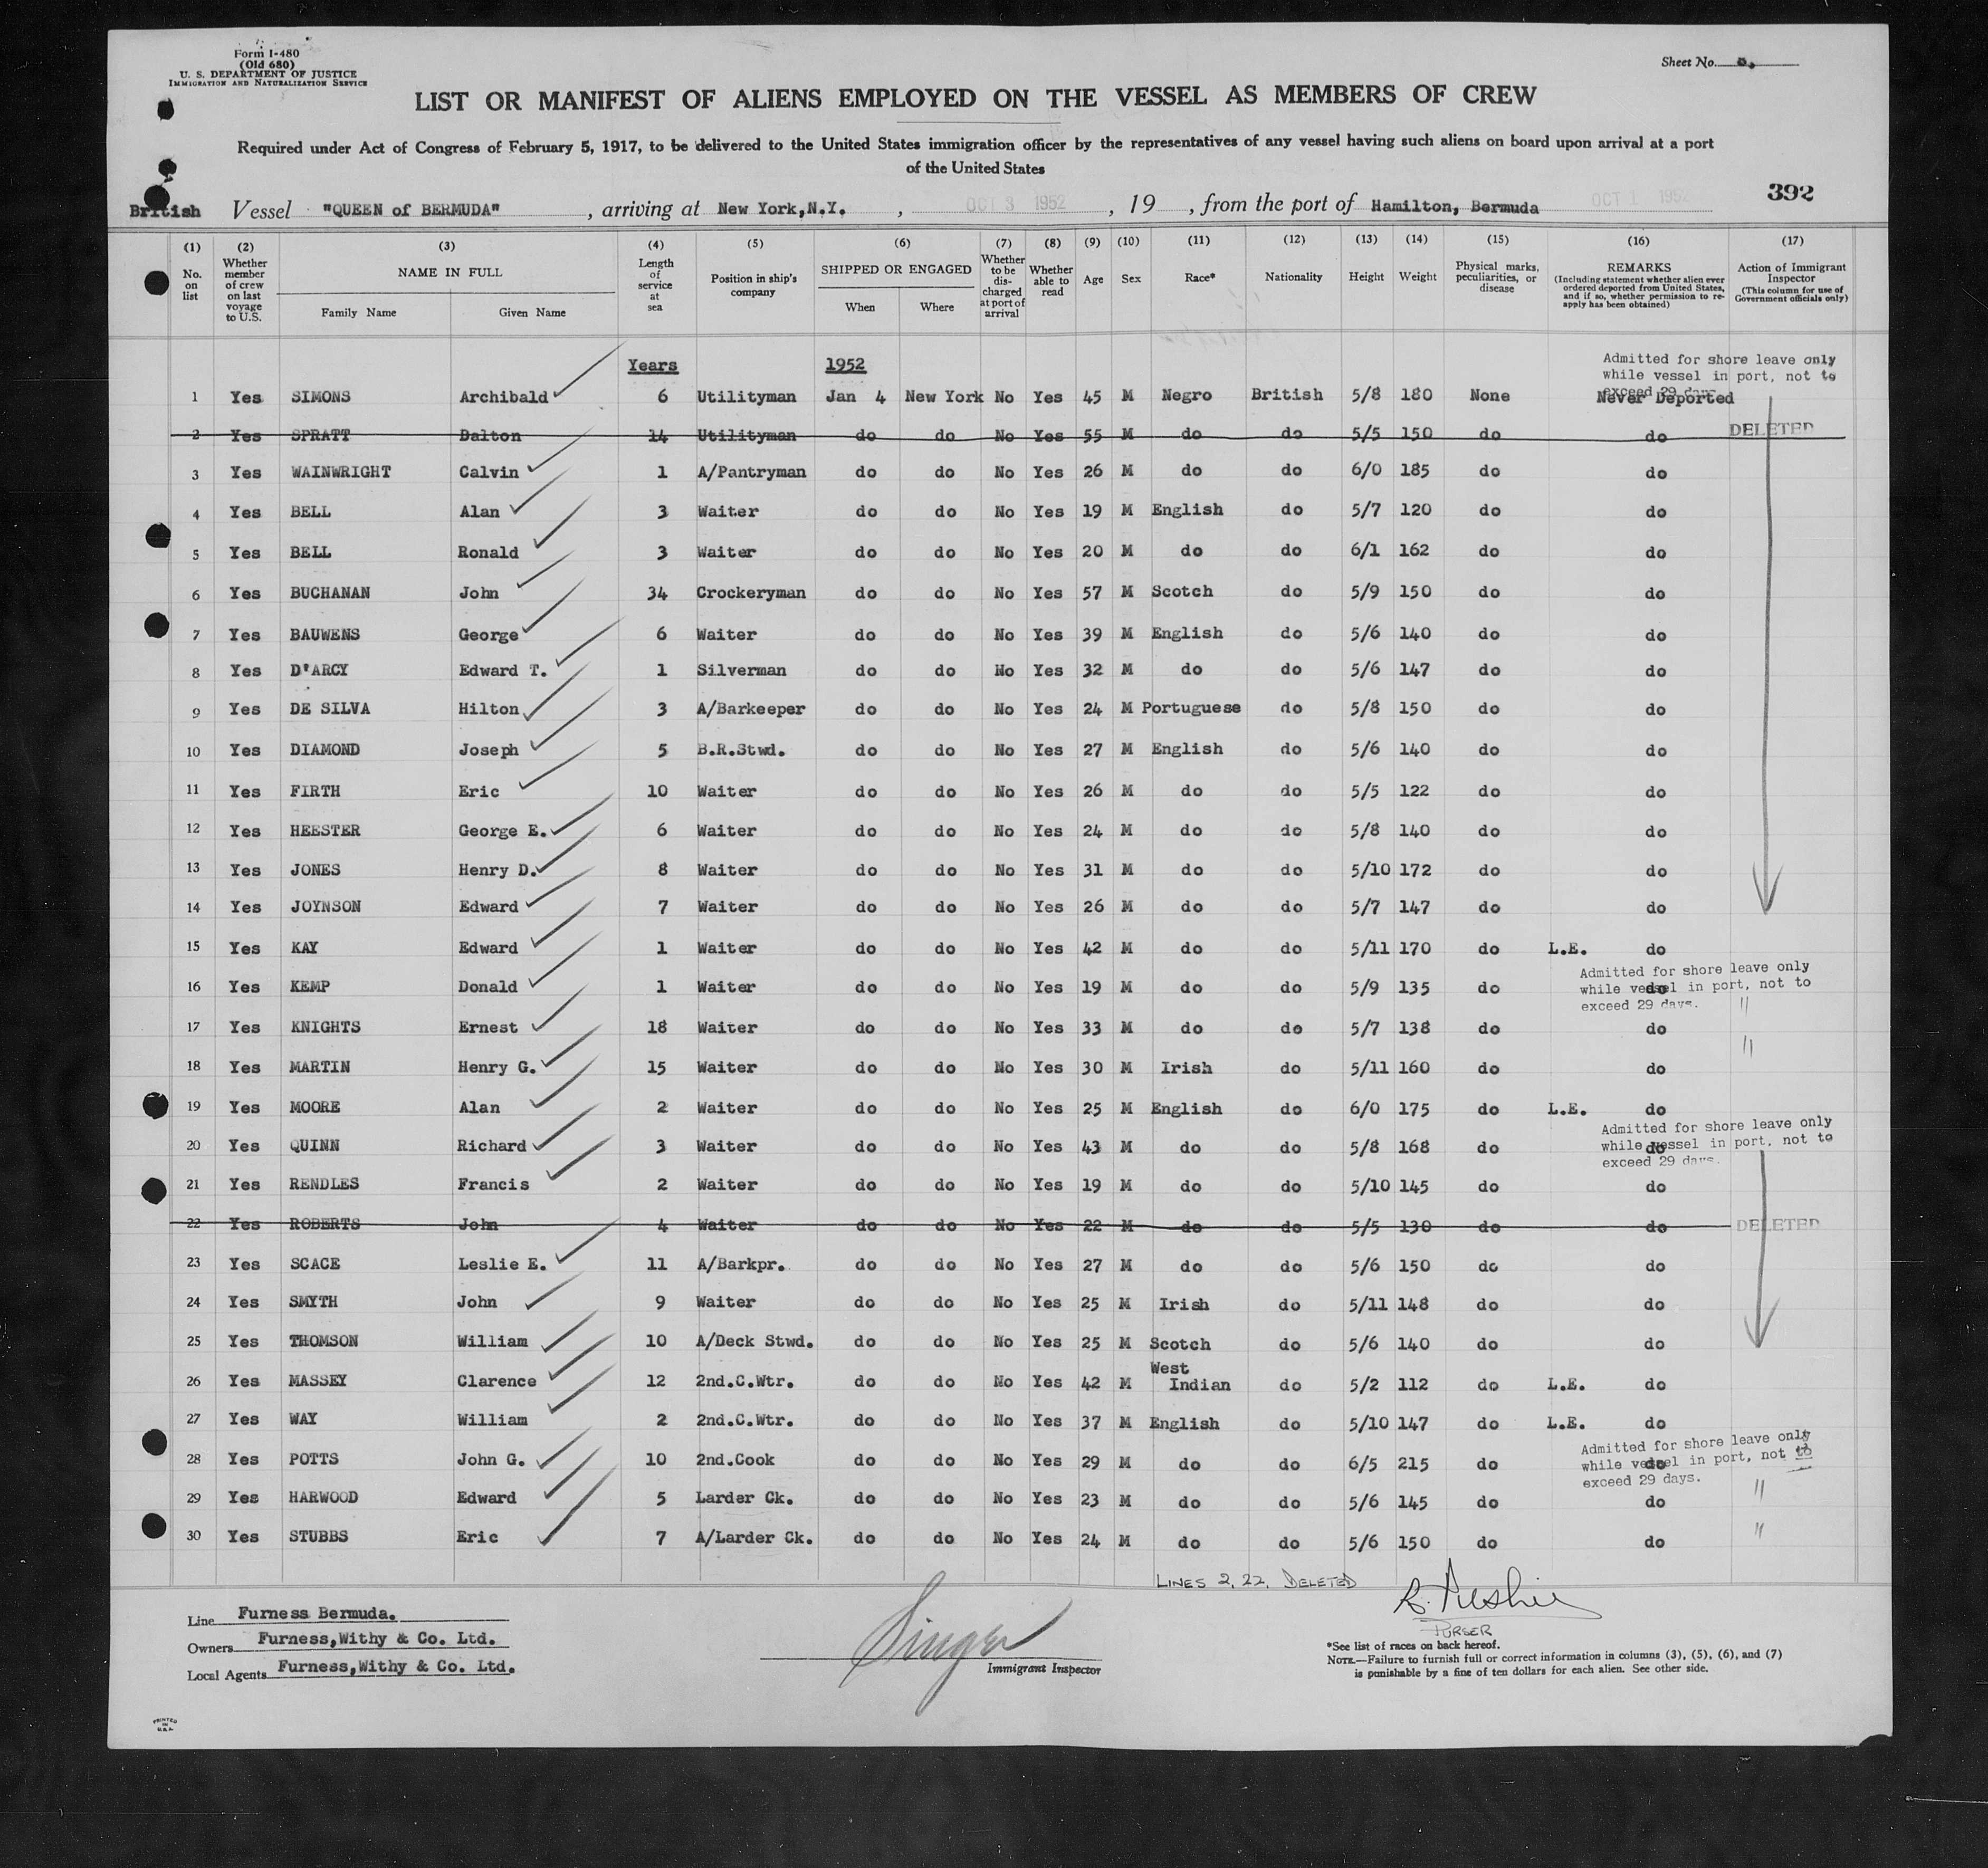 Form I-480
(Old 680)
U. S. DEPARTMENT OF JUSTICE
IMMIGRATION AND NATURALIZATION SERVICE
Sheet No.
LIST OR MANIFEST OF ALIENS EMPLOYED ON THE VESSEL AS MEMBERS OF CREW
Required under Act of Congress of February 5, 1917, to be delivered to the United States immigration officer by the representatives of any vessel having such aliens on board upon arrival at a port
of the United States
392
British Vessel "QUEEN of BERMUDA", arriving at New York,N.Y., OCT 3 1952, 19 , from the port of Hamilton, Bermuda OCT 1 1952
(1) (2) (3) (4) (5) (6) (7) (8) (9) (10) (11) (12) (13) (14) (15) (16) (17)
No. on list
Whether member of crew on last voyage to U.S.
NAME IN FULL
Family Name Given Name
Length of service at sea
Position in ship's company
SHIPPED OR ENGAGED
When Where
Whether to be discharged at port of arrival
Whether able to read
Age
Sex
Race*
Nationality
Height
Weight
Physical marks, peculiarities, or disease
REMARKS
(Including statement whether alien ever ordered deported from United States, and if so, whether permission to reapply has been obtained)
Action of Immigrant Inspector
(This column for use of Government officials only)
Years 1952
Admitted for shore leave only
while vessel in port, not to
exceed 29 days
1 Yes SIMONS Archibald 6 Utilityman Jan 4 New York No Yes 45 M Negro British 5/8 180 None Never Deported
2 Yes SPRATT Dalton 14 Utilityman do do No Yes 55 M do do 5/5 150 do do DELETED
3 Yes WAINWRIGHT Calvin 1 A/Pantryman do do No Yes 26 M do do 6/0 185 do do
4 Yes BELL Alan 3 Waiter do do No Yes 19 M English do 5/7 120 do do
5 Yes BELL Ronald 3 Waiter do do No Yes 20 M do do 6/1 162 do do
6 Yes BUCHANAN John 34 Crockeryman do do No Yes 57 M Scotch do 5/9 150 do do
7 Yes BAUWENS George 6 Waiter do do No Yes 39 M English do 5/6 140 do do
8 Yes D'ARCY Edward T. 1 Silverman do do No Yes 32 M do do 5/6 147 do do
9 Yes DE SILVA Hilton 3 A/Barkeeper do do No Yes 24 M Portuguese do 5/8 150 do do
10 Yes DIAMOND Joseph 5 B.R.Stwd. do do No Yes 27 M English do 5/6 140 do do
11 Yes FIRTH Eric 10 Waiter do do No Yes 26 M do do 5/5 122 do do
12 Yes HEESTER George E. 6 Waiter do do No Yes 24 M do do 5/8 140 do do
13 Yes JONES Henry D. 8 Waiter do do No Yes 31 M do do 5/10 172 do do
14 Yes JOYNSON Edward 7 Waiter do do No Yes 26 M do do 5/7 147 do do
15 Yes KAY Edward 1 Waiter do do No Yes 42 M do do 5/11 170 do L.E. do
Admitted for shore leave only
while vessel in port, not to
exceed 29 days.
16 Yes KEMP Donald 1 Waiter do do No Yes 19 M do do 5/9 135 do do "
17 Yes KNIGHTS Ernest 18 Waiter do do No Yes 33 M do do 5/7 138 do do "
18 Yes MARTIN Henry G. 15 Waiter do do No Yes 30 M Irish do 5/11 160 do do
19 Yes MOORE Alan 2 Waiter do do No Yes 25 M English do 6/0 175 do L.E. do
Admitted for shore leave only
while vessel in port, not to
exceed 29 days.
20 Yes QUINN Richard 3 Waiter do do No Yes 43 M do do 5/8 168 do do
21 Yes RENDLES Francis 2 Waiter do do No Yes 19 M do do 5/10 145 do do
22 Yes ROBERTS John 4 Waiter do do No Yes 22 M do do 5/5 130 do do DELETED
23 Yes SCACE Leslie E. 11 A/Barkpr. do do No Yes 27 M do do 5/6 150 do do
24 Yes SMYTH John 9 Waiter do do No Yes 25 M Irish do 5/11 148 do do
25 Yes THOMSON William 10 A/Deck Stwd. do do No Yes 25 M Scotch do 5/6 140 do do
26 Yes MASSEY Clarence 12 2nd.C.Wtr. do do No Yes 42 M West Indian do 5/2 112 do L.E. do
27 Yes WAY William 2 2nd.C.Wtr. do do No Yes 37 M English do 5/10 147 do L.E. do
Admitted for shore leave only
while vessel in port, not to
exceed 29 days.
28 Yes POTTS John G. 10 2nd.Cook do do No Yes 29 M do do 6/5 215 do do
29 Yes HARWOOD Edward 5 Larder Ck. do do No Yes 23 M do do 5/6 145 do do "
30 Yes STUBBS Eric 7 A/Larder Ck. do do No Yes 24 M do do 5/6 150 do do "
LINES 2, 22, DELETED
PURSER
Line Furness Bermuda.
Owners Furness,Withy & Co. Ltd.
Local Agents Furness,Withy & Co. Ltd.
Singer
Immigrant Inspector
*See list of races on back hereof.
NOTE.—Failure to furnish full or correct information in columns (3), (5), (6), and (7)
is punishable by a fine of ten dollars for each alien. See other side.
PRINTED
IN
U.S.A.